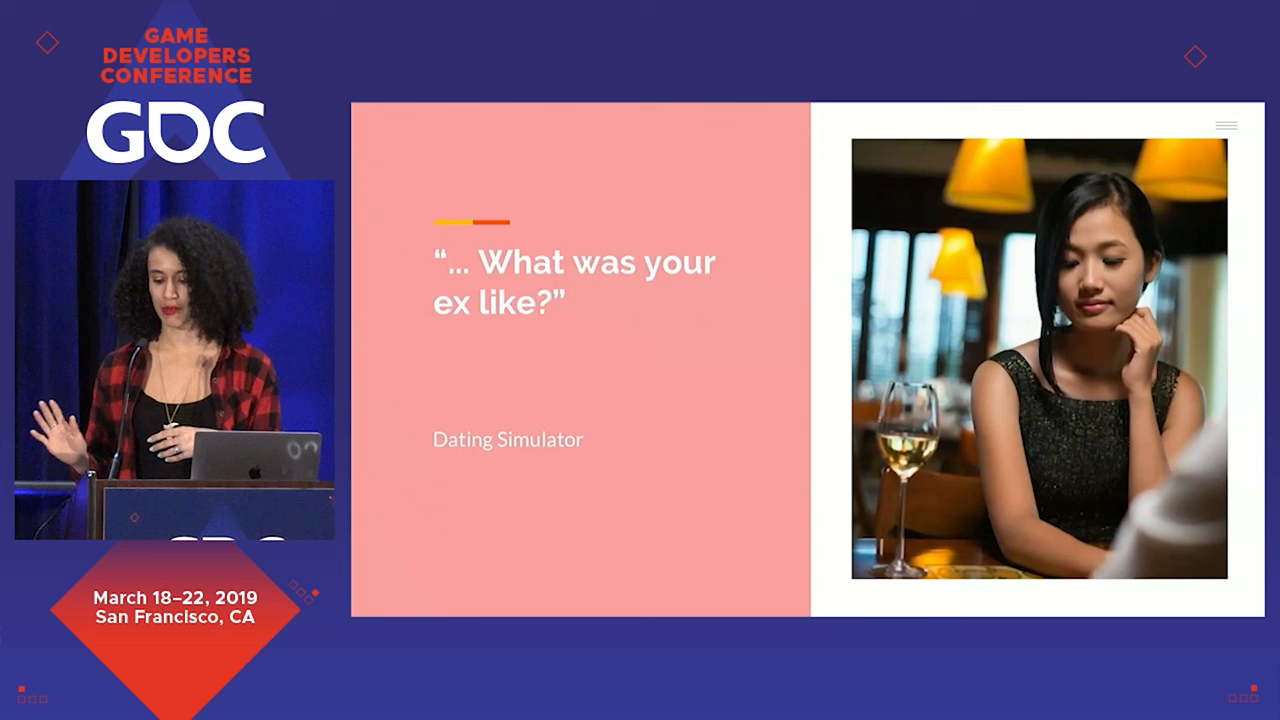 GAME
DEVELOPERS
CONFERENCE
GDC
“... What was your
ex like?”
Dating Simulator
March 18–22, 2019
San Francisco, CA